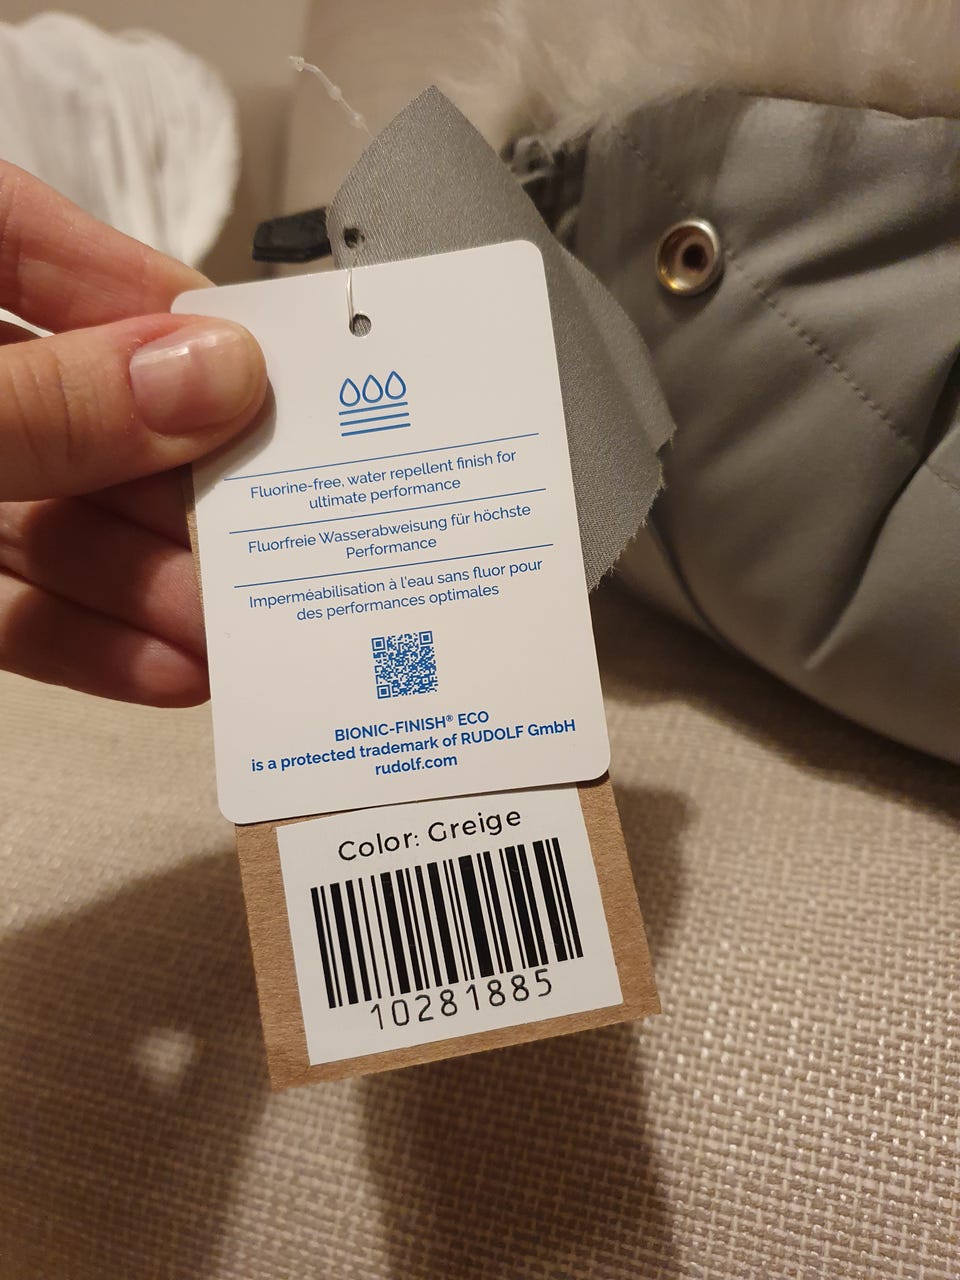 Fluorine-free, water repellent finish for
ultimate performance
Fluorfreie Wasserabweisung für höchste
Performance
Imperméabilisation à l'eau sans fluor pour
des performances optimales
BIONIC-FINISH® ECO
is a protected trademark of RUDOLF GmbH
rudolf.com
Color: Greige
10281885